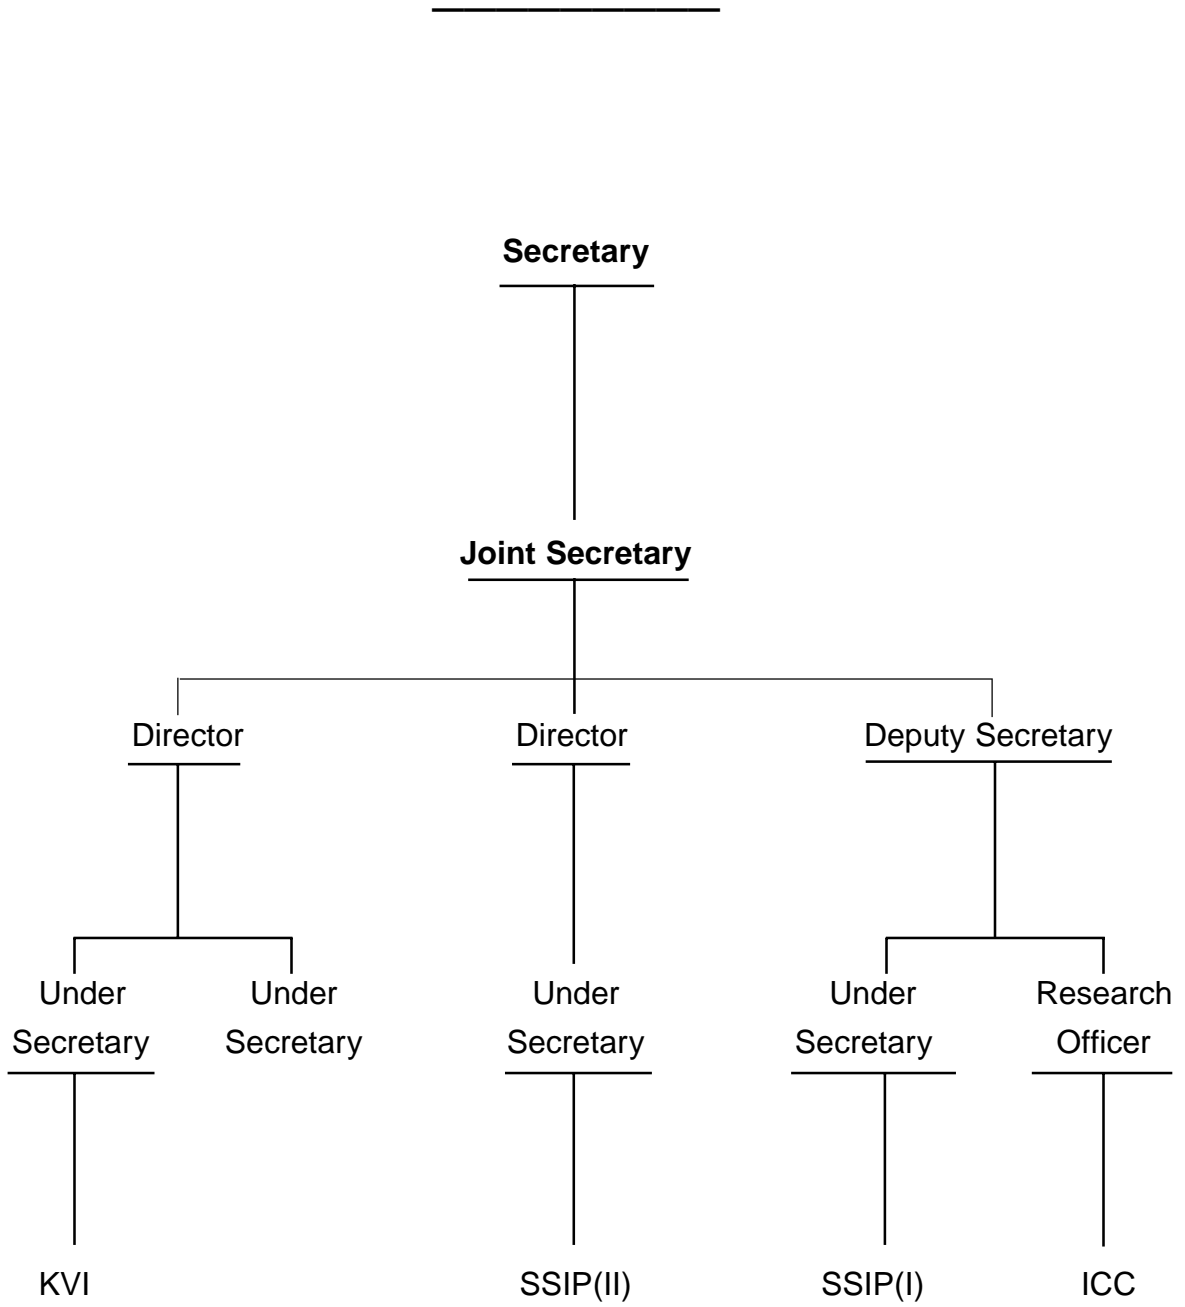 Secretary
Joint Secretary
Director
Director
Deputy Secretary
Under
Secretary
Under
Secretary
Under
Secretary
Under
Secretary
Research
Officer
KVI
SSIP(II)
SSIP(I)
ICC